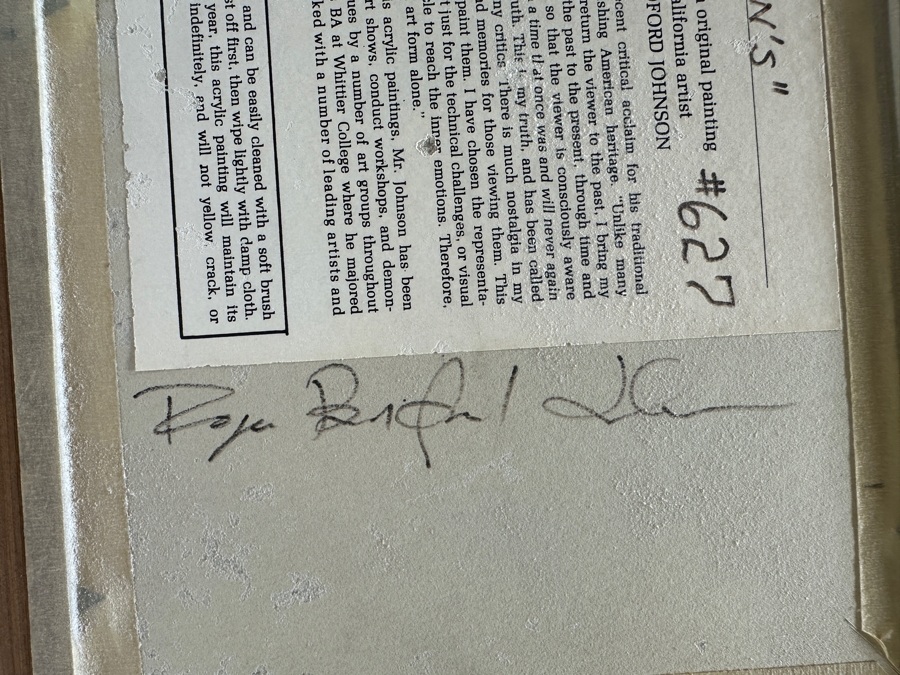 N's"
original painting #627
alifornia artist
FORD JOHNSON
cent critical acclaim for his traditional
shing American heritage. "Unlike many
return the viewer to the past, I bring my
the past to the present, through time and
so that the viewer is consciously aware
a time that once was and will never again
uth. This is my truth, and has been called
ny critics. There is much nostalgia in my
nd memories for those viewing them. This
paint them. I have chosen the representa-
t just for the technical challenges, or visual
cle to reach the inner emotions. Therefore,
art form alone."
is acrylic paintings. Mr. Johnson has been
rt shows, conduct workshops, and demon-
ues by a number of art groups throughout
BA at Whittier College where he majored
ked with a number of leading artists and
and can be easily cleaned with a soft brush
st off first, then wipe lightly with damp cloth.
year, this acrylic painting will maintain its
indefinitely, and will not yellow, crack, or
Roger